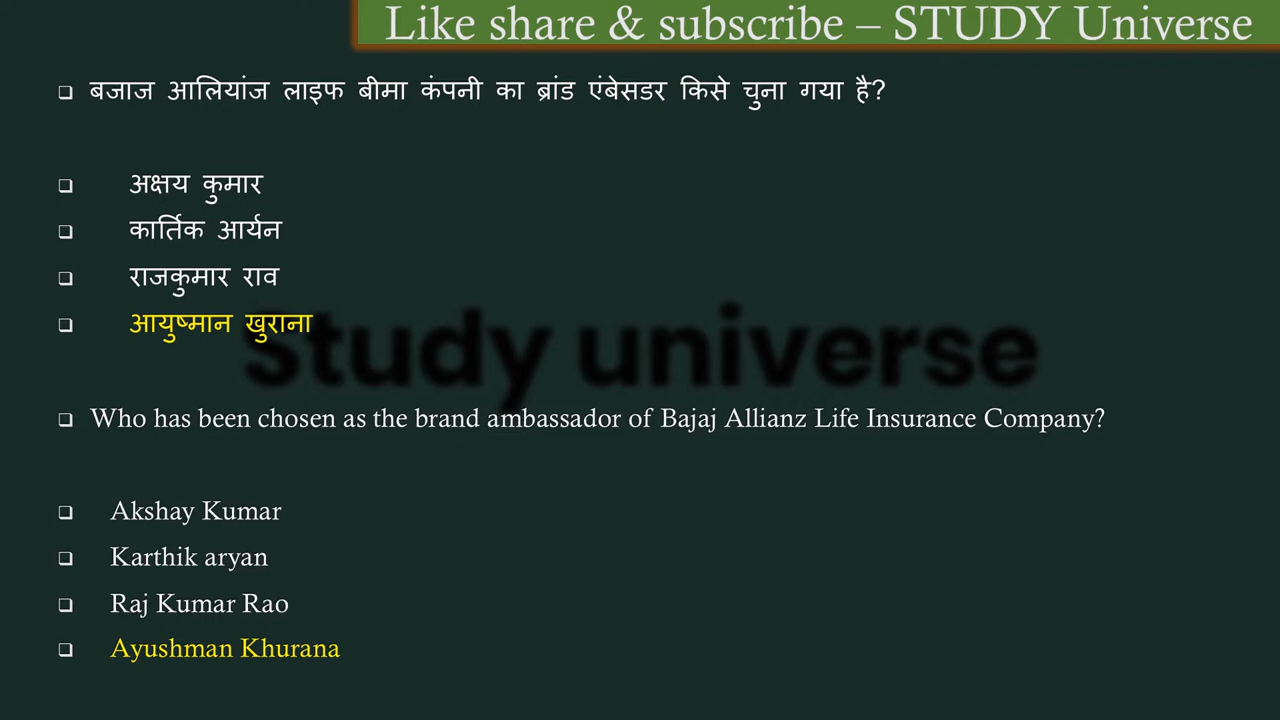 Like share & subscribe – STUDY Universe
बजाज आलियांज लाइफ बीमा कंपनी का ब्रांड एंबेसडर किसे चुना गया है?
अक्षय कुमार
कार्तिक आर्यन
राजकुमार राव
आयुष्मान खुराना
Study universe
Who has been chosen as the brand ambassador of Bajaj Allianz Life Insurance Company?
Akshay Kumar
Karthik aryan
Raj Kumar Rao
Ayushman Khurana